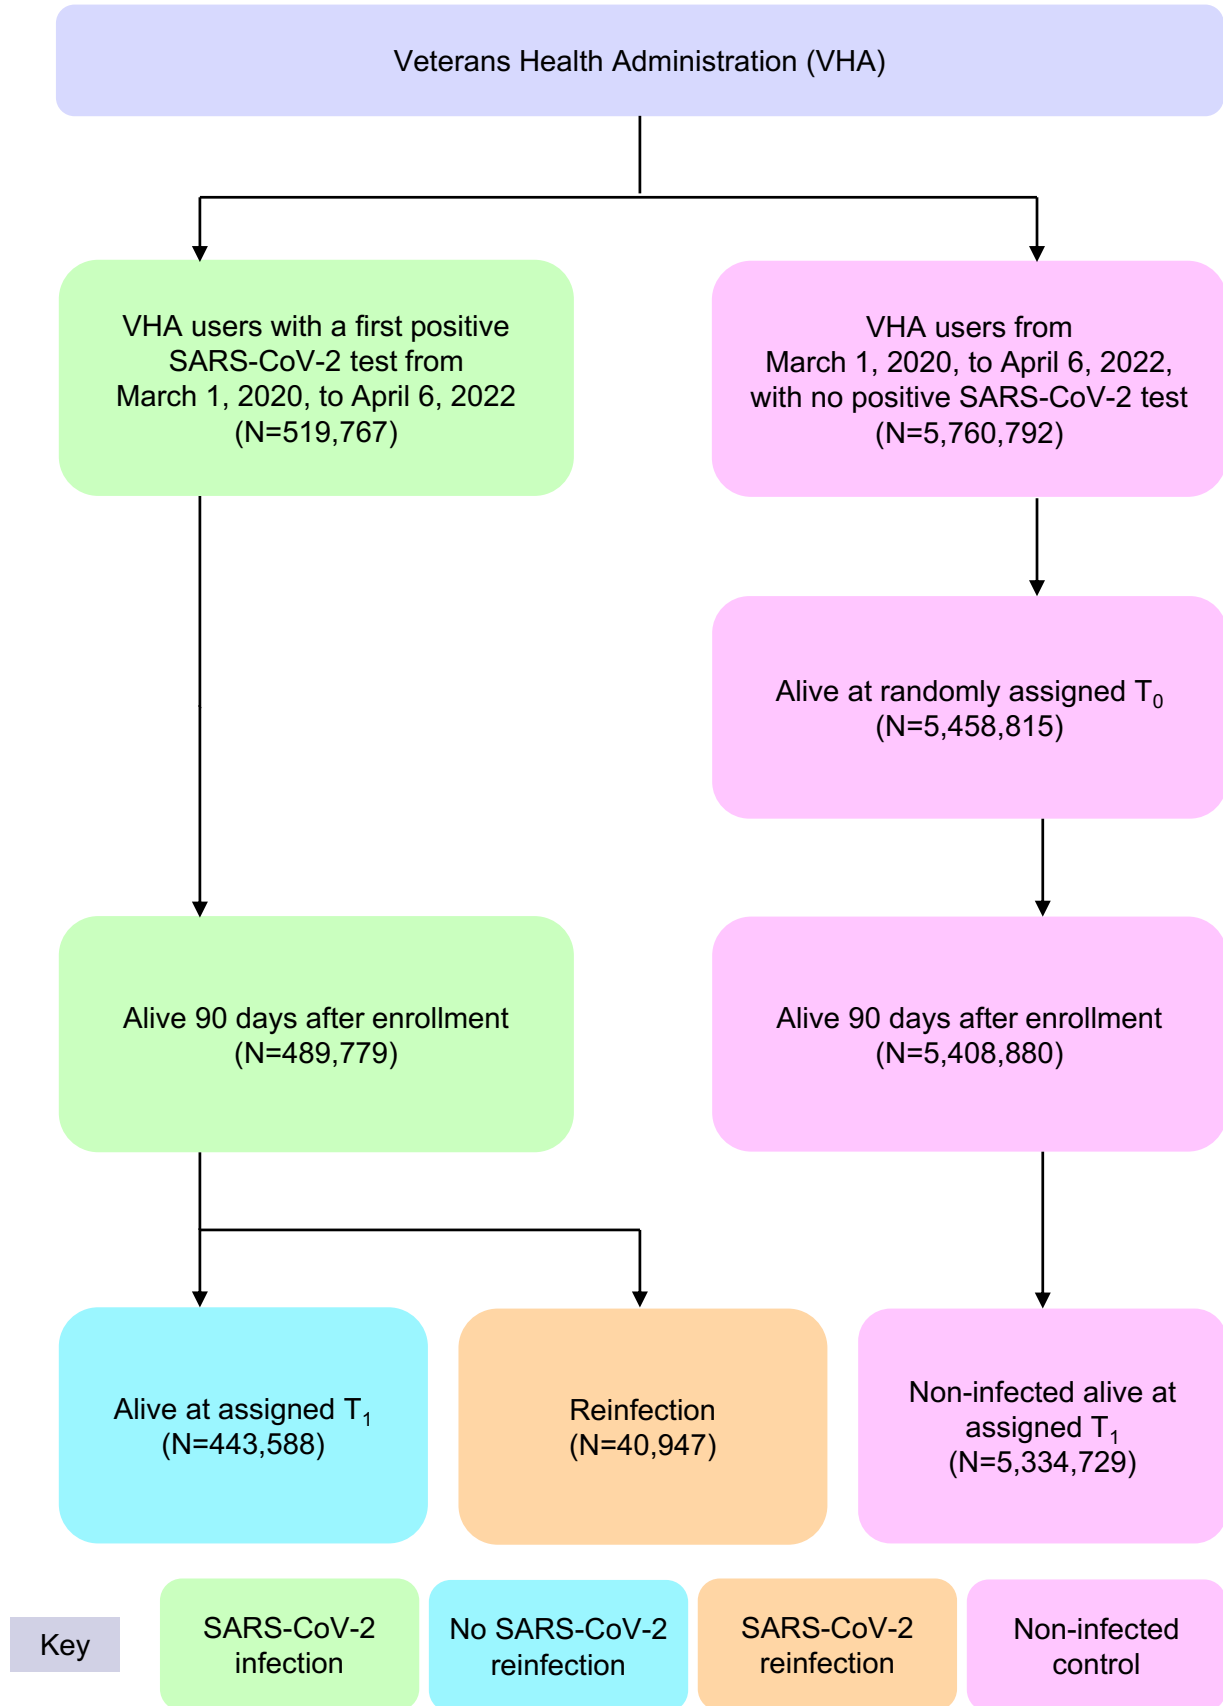 Veterans Health Administration (VHA)
VHA users with a first positive
SARS-CoV-2 test from
March 1, 2020, to April 6, 2022
(N=519,767)
VHA users from
March 1, 2020, to April 6, 2022,
with no positive SARS-CoV-2 test
(N=5,760,792)
Alive at randomly assigned T₀
(N=5,458,815)
Alive 90 days after enrollment
(N=489,779)
Alive 90 days after enrollment
(N=5,408,880)
Alive at assigned T₁
(N=443,588)
Reinfection
(N=40,947)
Non-infected alive at
assigned T₁
(N=5,334,729)
Key
SARS-CoV-2
infection
No SARS-CoV-2
reinfection
SARS-CoV-2
reinfection
Non-infected
control